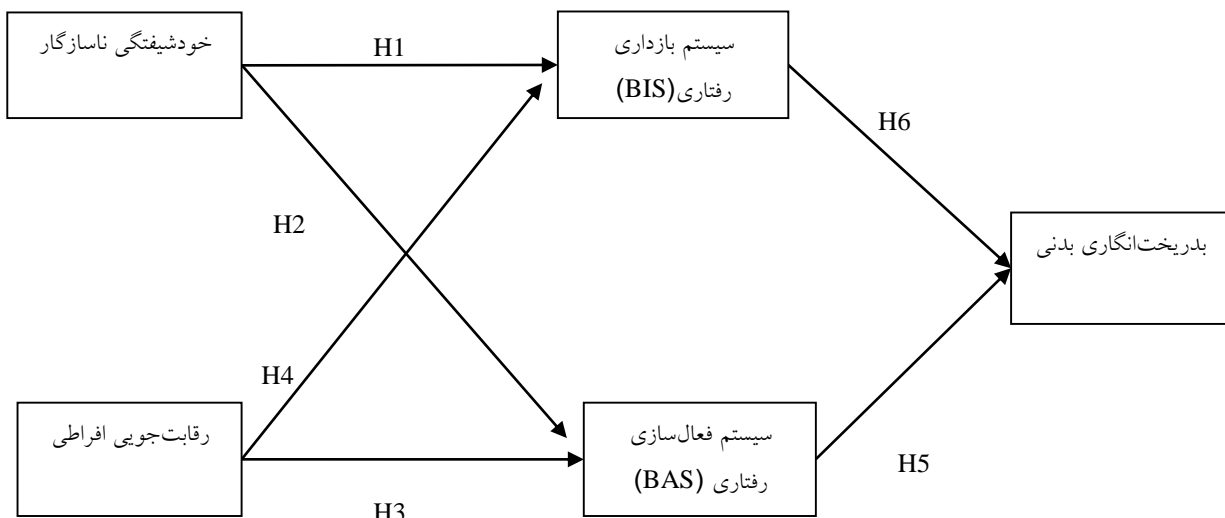 خودشیفتگی ناسازگار
H1
سیستم بازداری
رفتاری(BIS)
H6
H2
بدریخت‌انگاری بدنی
H4
رقابت‌جویی افراطی
سیستم فعال‌سازی
رفتاری (BAS)
H5
H3